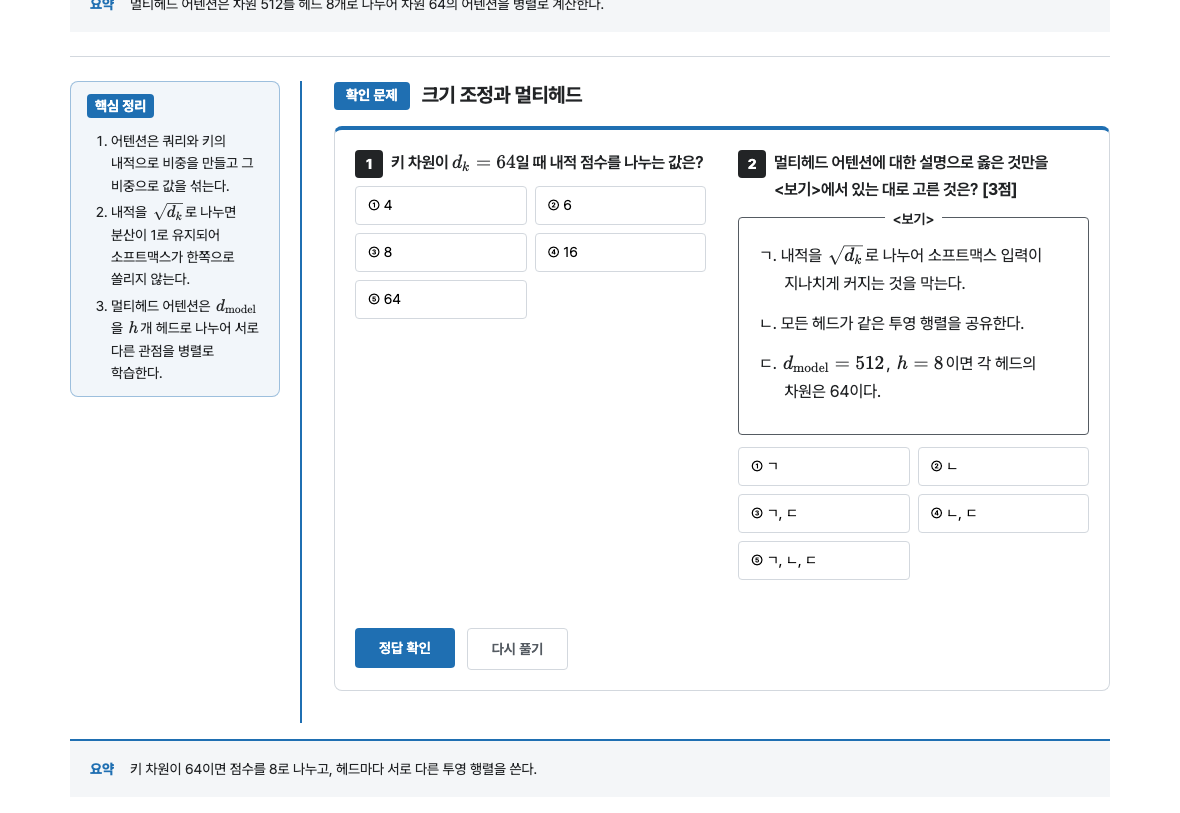 요약 멀티헤드 어텐션은 차원 512를 헤드 8개로 나누어 차원 64의 어텐션을 병렬로 계산한다.
핵심 정리
1. 어텐션은 쿼리와 키의
내적으로 비중을 만들고 그
비중으로 값을 섞는다.
2. 내적을 √d_k 로 나누면
분산이 1로 유지되어
소프트맥스가 한쪽으로
쏠리지 않는다.
3. 멀티헤드 어텐션은 d_model
을 h 개 헤드로 나누어 서로
다른 관점을 병렬로
학습한다.
확인 문제 크기 조정과 멀티헤드
1 키 차원이 d_k = 64일 때 내적 점수를 나누는 값은?
① 4
② 6
③ 8
④ 16
⑤ 64
2 멀티헤드 어텐션에 대한 설명으로 옳은 것만을
<보기>에서 있는 대로 고른 것은? [3점]
<보기>
ㄱ. 내적을 √d_k 로 나누어 소프트맥스 입력이
지나치게 커지는 것을 막는다.
ㄴ. 모든 헤드가 같은 투영 행렬을 공유한다.
ㄷ. d_model = 512, h = 8 이면 각 헤드의
차원은 64이다.
① ㄱ
② ㄴ
③ ㄱ, ㄷ
④ ㄴ, ㄷ
⑤ ㄱ, ㄴ, ㄷ
정답 확인
다시 풀기
요약 키 차원이 64이면 점수를 8로 나누고, 헤드마다 서로 다른 투영 행렬을 쓴다.